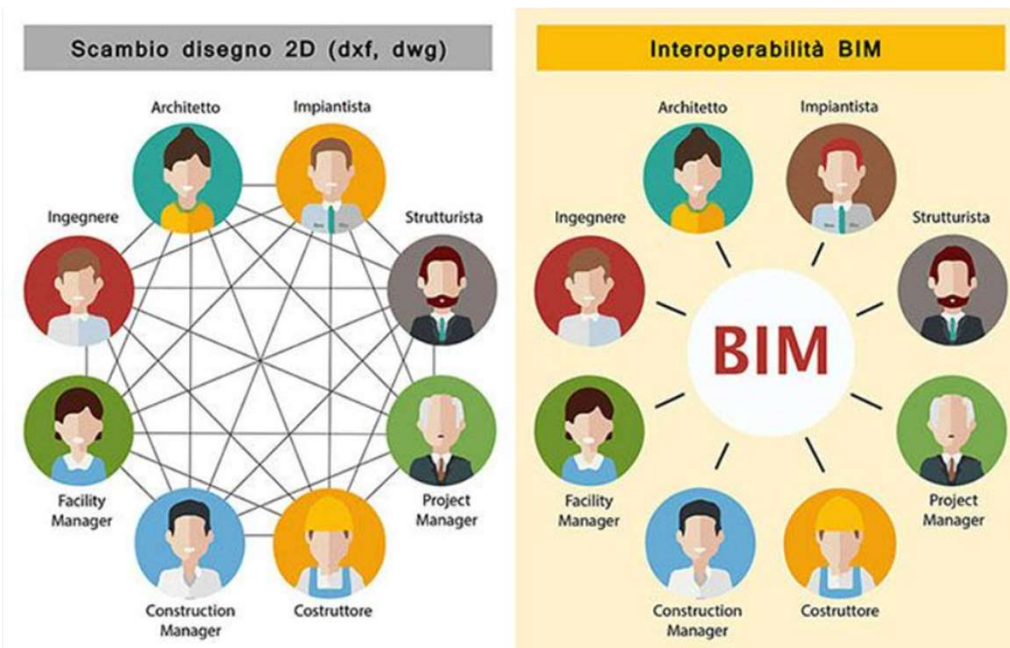 Scambio disegno 2D (dxf, dwg)
Architetto
Impiantista
Ingegnere
Strutturista
Facility
Manager
Project
Manager
Construction
Manager
Costruttore
Interoperabilità BIM
Architetto
Impiantista
Ingegnere
Strutturista
BIM
Facility
Manager
Project
Manager
Construction
Manager
Costruttore